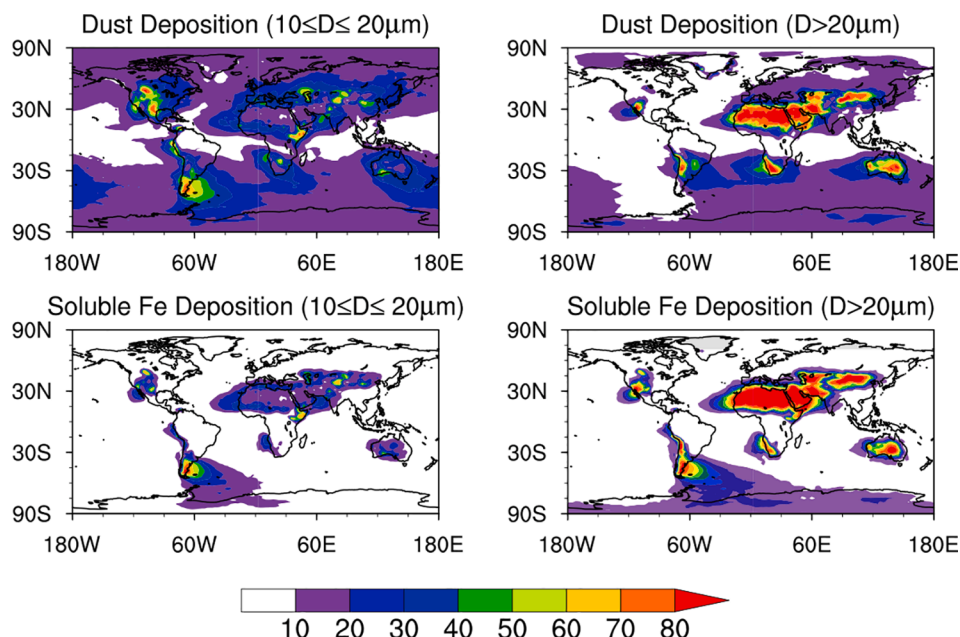 Dust Deposition (10≤D≤ 20μm)
Dust Deposition (D>20μm)
90N
30N
30S
90S
180W 60W 60E 180E
90N
30N
30S
90S
180W 60W 60E 180E
Soluble Fe Deposition (10≤D≤ 20μm)
Soluble Fe Deposition (D>20μm)
90N
30N
30S
90S
180W 60W 60E 180E
90N
30N
30S
90S
180W 60W 60E 180E
10 20 30 40 50 60 70 80